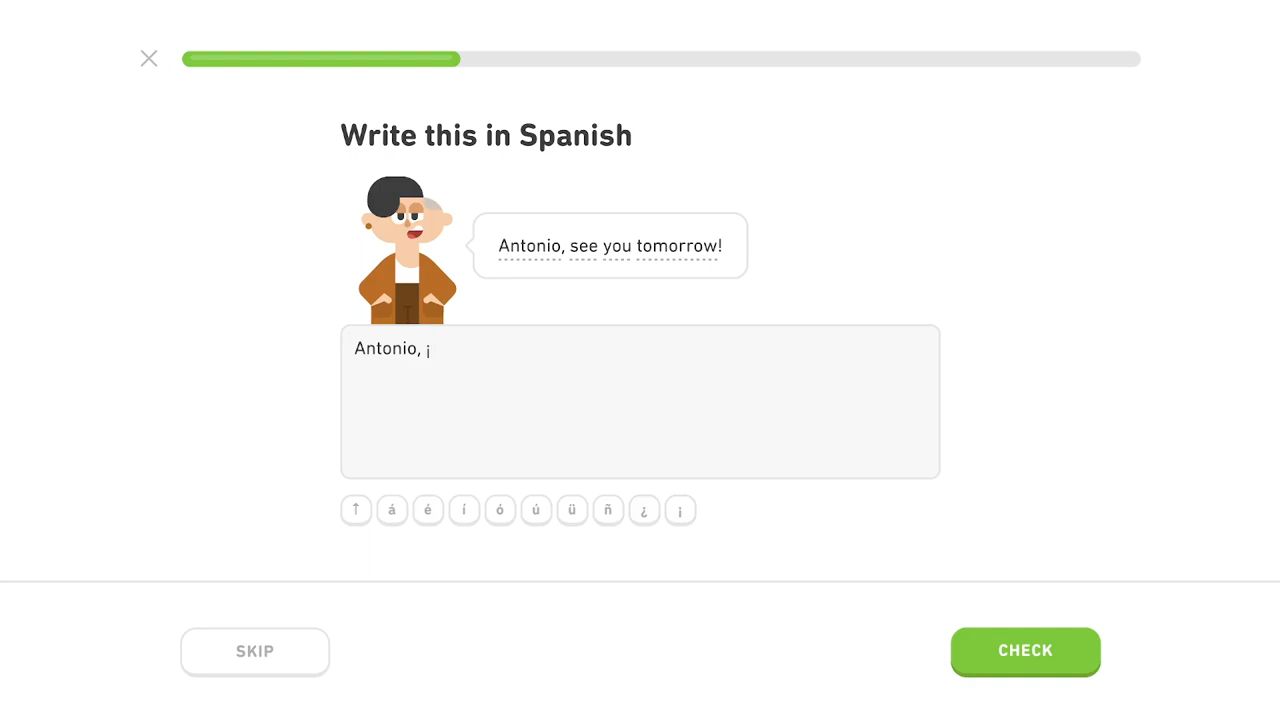 Write this in Spanish
Antonio, see you tomorrow!
Antonio, ¡
↑ á é í ó ú ü ñ ¿ ¡
SKIP
CHECK